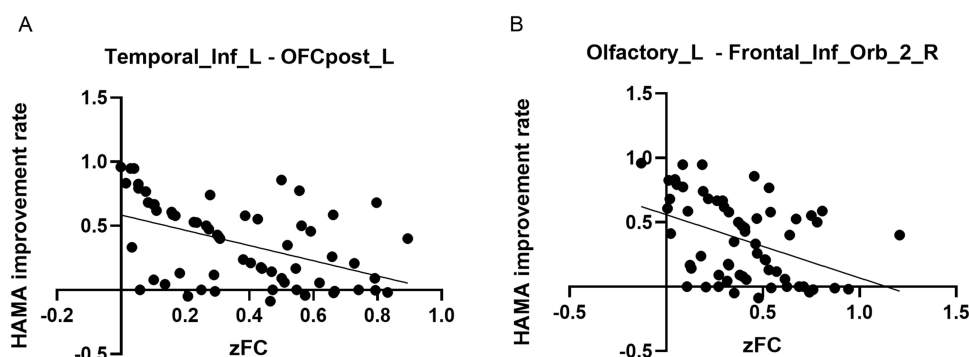 A
Temporal_Inf_L - OFCpost_L
HAMA improvement rate
1.5
1.0
0.5
-0.5
-0.2
0.2
0.4
0.6
0.8
1.0
zFC
B
Olfactory_L - Frontal_Inf_Orb_2_R
HAMA improvement rate
1.5
1.0
0.5
-0.5
-0.5
0.5
1.0
1.5
zFC